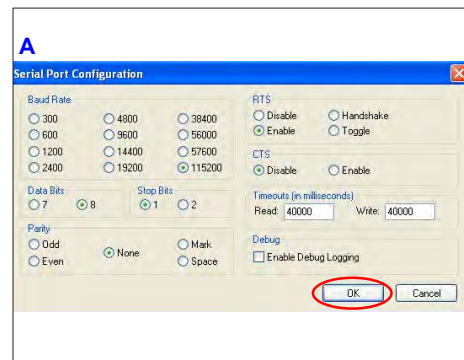 A
Serial Port Configuration
Baud Rate
300 4800 38400
600 9600 56000
1200 14400 57600
2400 19200 115200
Data Bits
7 8
Stop Bits
1 2
Parity
Odd None Mark
Even Space
RTS
Disable Handshake
Enable Toggle
CTS
Disable Enable
Timeouts (in milliseconds)
Read: 40000 Write: 40000
Debug
Enable Debug Logging
OK Cancel